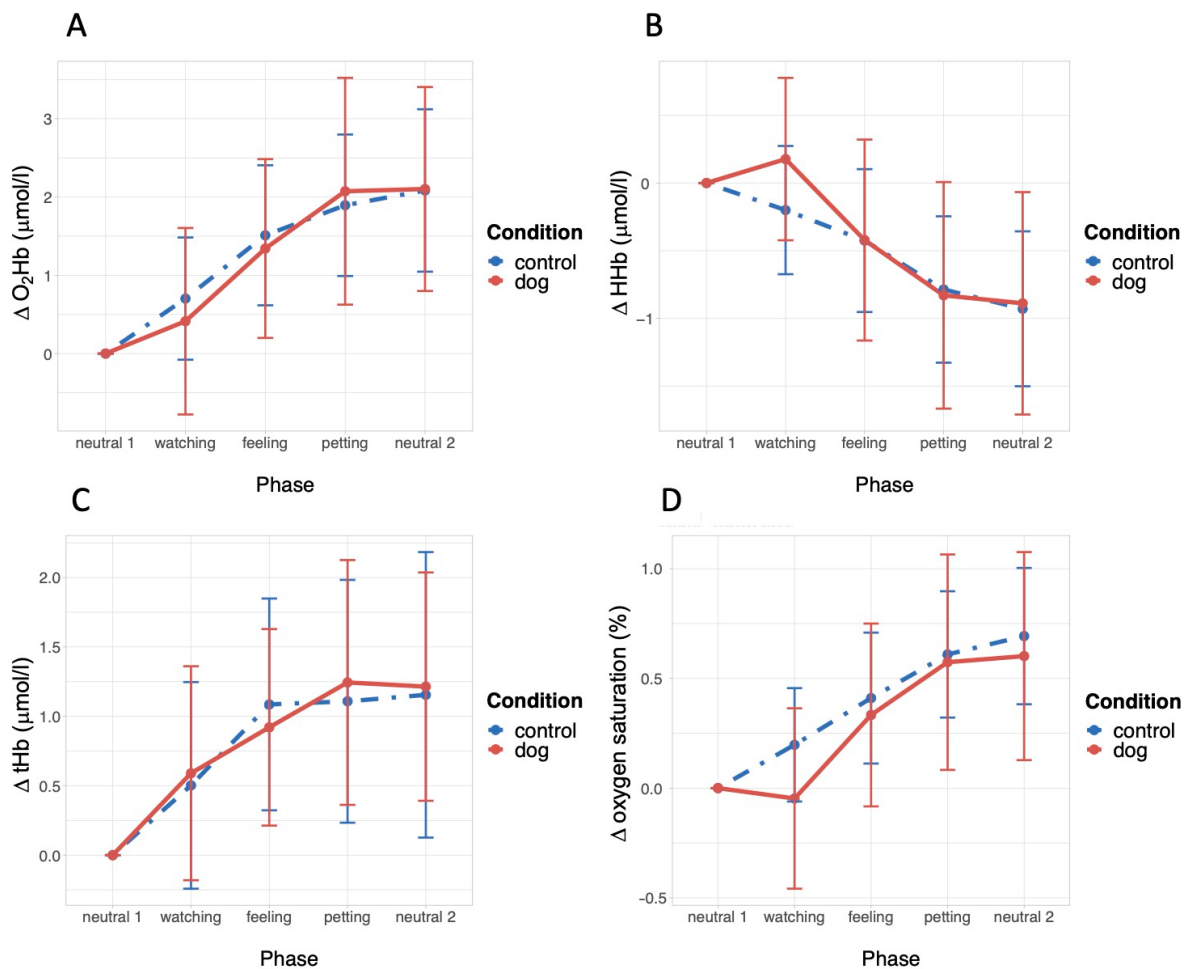 A
Δ O₂Hb (μmol/l)
3
2
1
0
neutral 1 watching feeling petting neutral 2
Phase
Condition
control
dog
B
Δ HHb (μmol/l)
0
−1
neutral 1 watching feeling petting neutral 2
Phase
Condition
control
dog
C
Δ tHb (μmol/l)
2.0
1.5
1.0
0.5
0.0
neutral 1 watching feeling petting neutral 2
Phase
Condition
control
dog
D
Δ oxygen saturation (%)
1.0
0.5
0.0
−0.5
neutral 1 watching feeling petting neutral 2
Phase
Condition
control
dog